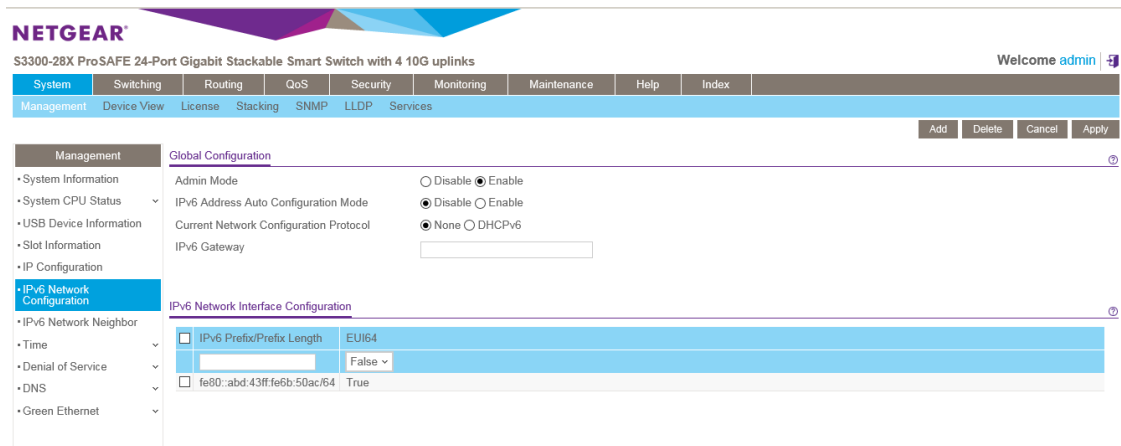 NETGEAR®
S3300-28X ProSAFE 24-Port Gigabit Stackable Smart Switch with 4 10G uplinks
Welcome admin
System Switching Routing QoS Security Monitoring Maintenance Help Index
Management Device View License Stacking SNMP LLDP Services
Add Delete Cancel Apply
Management
• System Information
• System CPU Status
• USB Device Information
• Slot Information
• IP Configuration
• IPv6 Network
Configuration
• IPv6 Network Neighbor
• Time
• Denial of Service
• DNS
• Green Ethernet
Global Configuration
Admin Mode Disable Enable
IPv6 Address Auto Configuration Mode Disable Enable
Current Network Configuration Protocol None DHCPv6
IPv6 Gateway
IPv6 Network Interface Configuration
IPv6 Prefix/Prefix Length EUI64
False
fe80::abd:43ff:fe6b:50ac/64 True